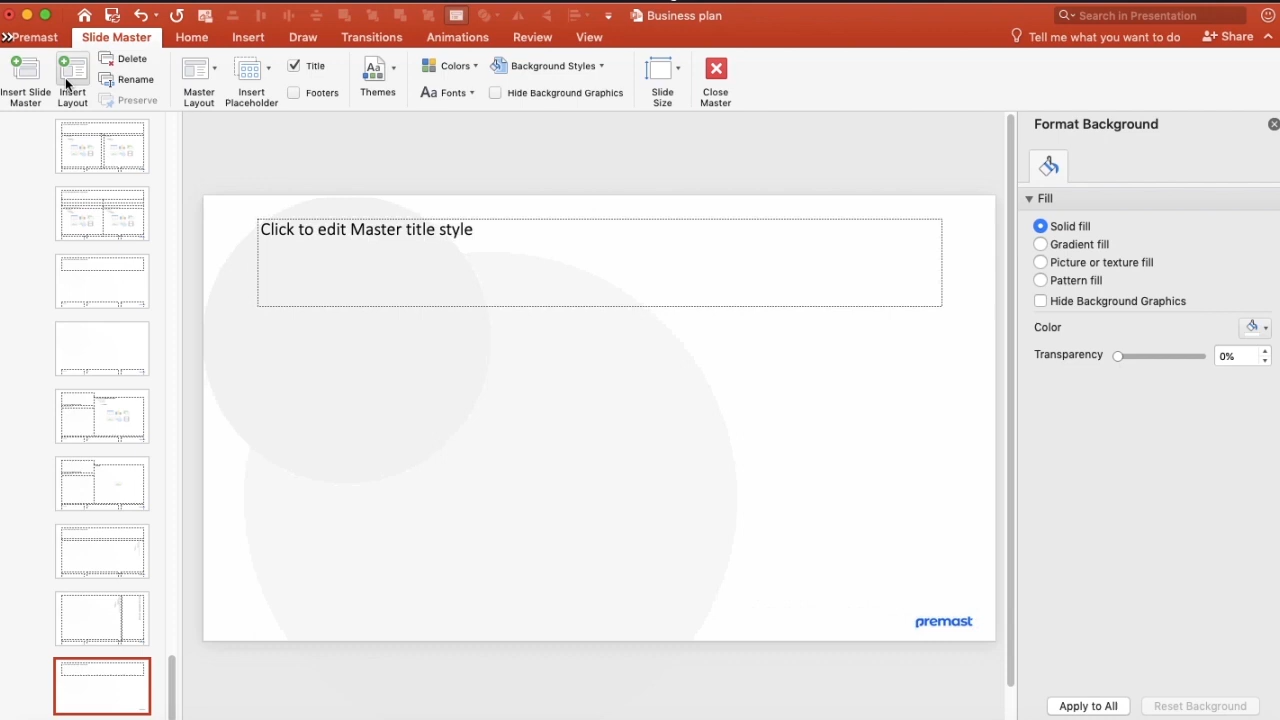 Business plan
Search in Presentation
Premast
Slide Master
Home
Insert
Draw
Transitions
Animations
Review
View
Tell me what you want to do
Share
Insert Slide
Master
Insert
Layout
Delete
Rename
Preserve
Master
Layout
Insert
Placeholder
Title
Footers
Themes
Colors
Aa Fonts
Background Styles
Hide Background Graphics
Slide
Size
Close
Master
Click to edit Master title style
premast
Format Background
Fill
Solid fill
Gradient fill
Picture or texture fill
Pattern fill
Hide Background Graphics
Color
Transparency
0%
Apply to All
Reset Background